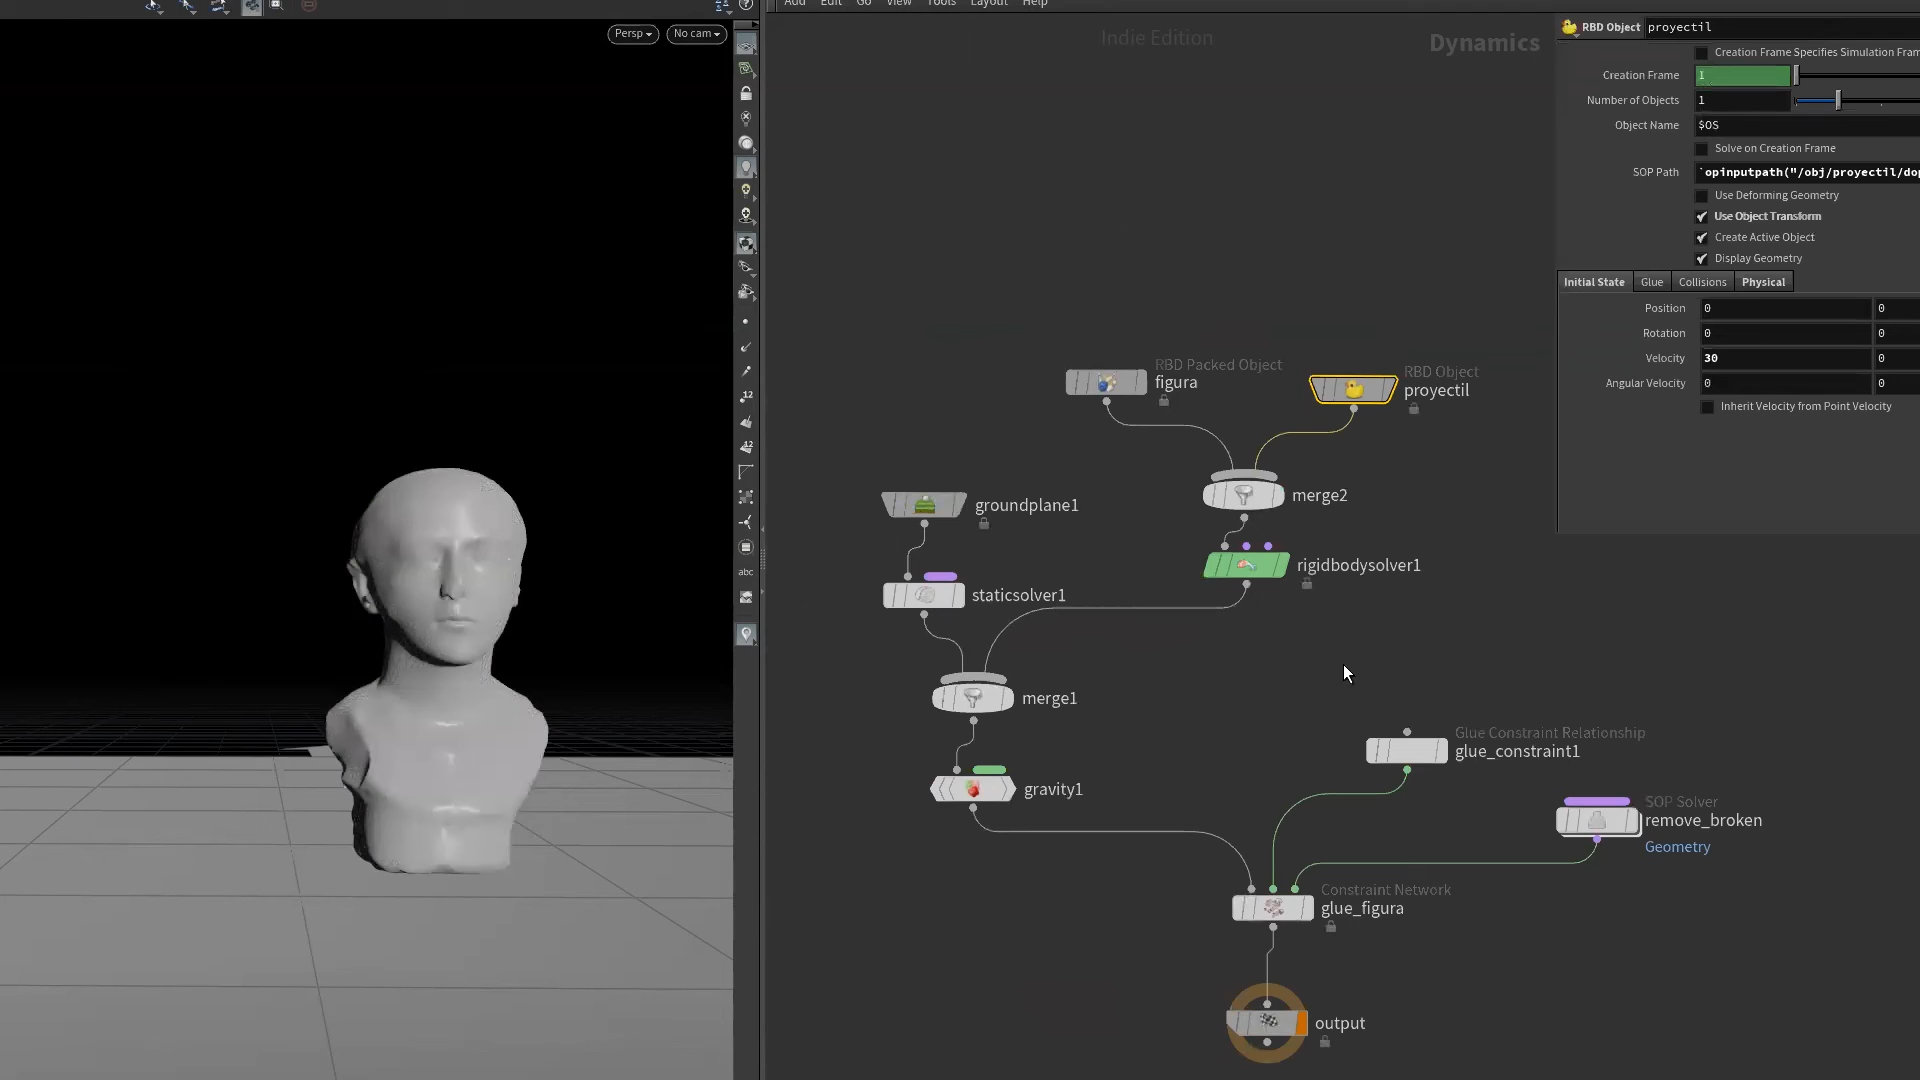 Add Edit Go View Tools Layout Help
Persp
No cam
Indie Edition
Dynamics
RBD Object proyectil
Creation Frame Specifies Simulation Fram
Creation Frame 1
Number of Objects 1
Object Name $OS
Solve on Creation Frame
SOP Path `opinputpath("/obj/proyectil/dop
Use Deforming Geometry
Use Object Transform
Create Active Object
Display Geometry
Initial State Glue Collisions Physical
Position 0 0
Rotation 0 0
Velocity 30 0
Angular Velocity 0 0
Inherit Velocity from Point Velocity
RBD Packed Object
figura
RBD Object
proyectil
12
12
abc
merge2
groundplane1
rigidbodysolver1
staticsolver1
merge1
Glue Constraint Relationship
glue_constraint1
gravity1
SOP Solver
remove_broken
Geometry
Constraint Network
glue_figura
output